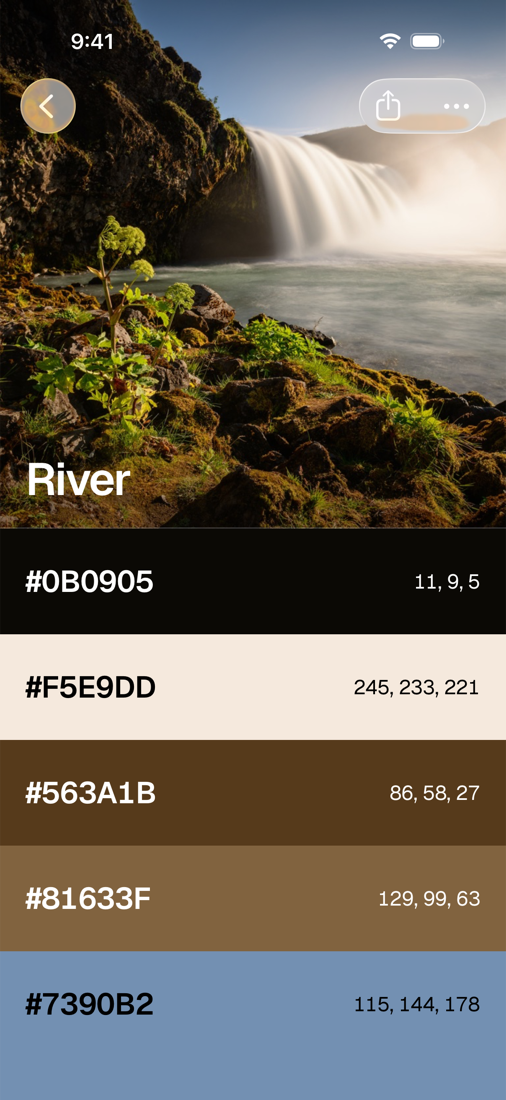 9:41
River
#0B0905 11, 9, 5
#F5E9DD 245, 233, 221
#563A1B 86, 58, 27
#81633F 129, 99, 63
#7390B2 115, 144, 178